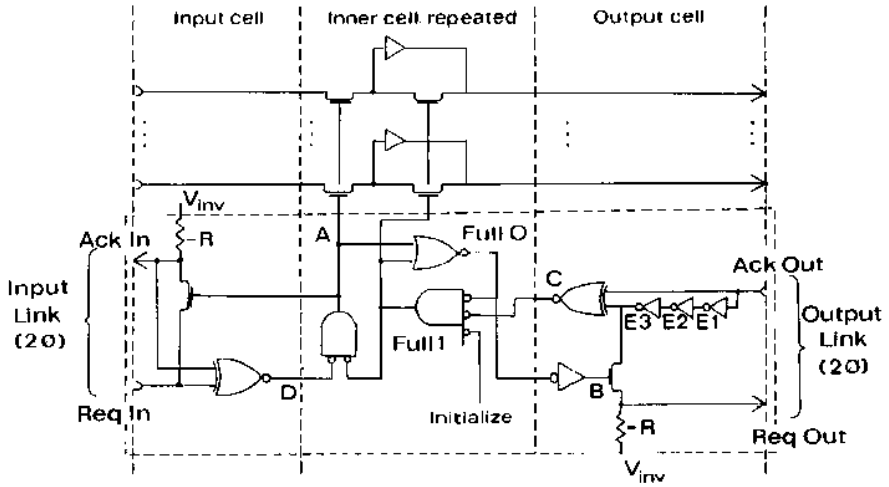 Input cell
Inner cell repeated
Output cell
Vinv
-R
Ack In
A
Full 0
C
Ack Out
Input
Link
(2Ø)
E3
E2
E1
Output
Link
(2Ø)
Full 1
D
B
Req In
Initialize
-R
Req Out
Vinv